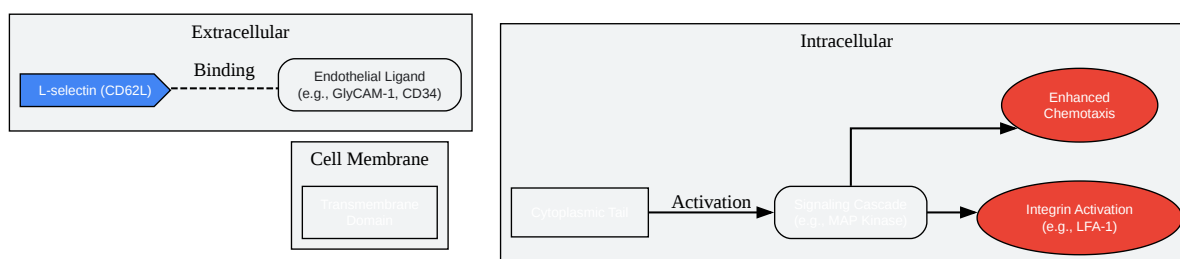 Extracellular
L-selectin (CD62L)
Binding
Endothelial Ligand
(e.g., GlyCAM-1, CD34)
Cell Membrane
Transmembrane
Domain
Intracellular
Cytoplasmic Tail
Activation
Signaling Cascade
(e.g., MAP Kinase)
Enhanced
Chemotaxis
Integrin Activation
(e.g., LFA-1)